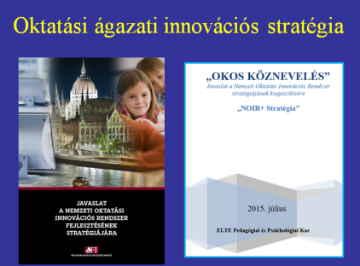 Oktatási ágazati innovációs stratégia
JAVASLAT
A NEMZETI OKTATÁSI
INNOVÁCIÓS RENDSZER
FEJLESZTÉSÉNEK
STRATÉGIÁJÁRA
„OKOS KÖZNEVELÉS”
Javaslat a Nemzeti Oktatási Innovációs Rendszer
stratégiájának kiegészítésére
„NOIR+ Stratégia”
2015. július
ELTE Pedagógiai és Pszichológiai Kar